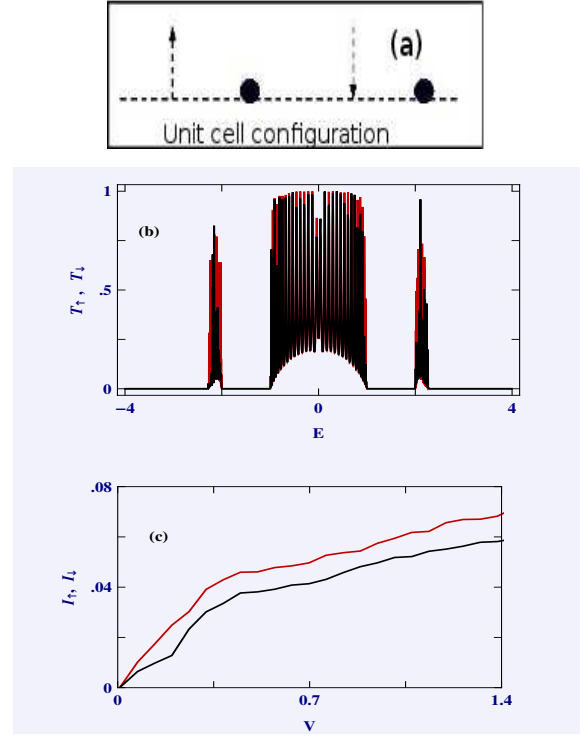 (a)
Unit cell configuration
1
(b)
T↑ , T↓
.5
0
−4
0
4
E
.08
(c)
I↑, I↓
.04
0
0
0.7
1.4
V